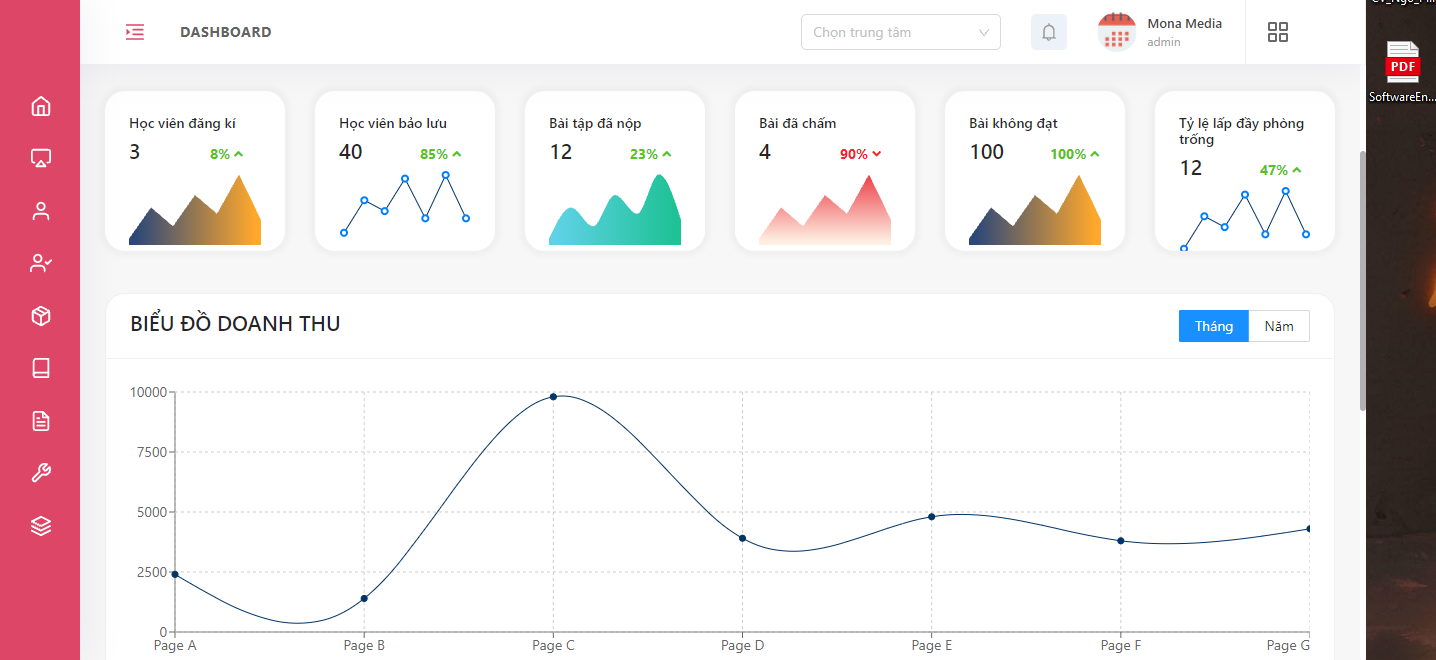 DASHBOARD
Chọn trung tâm
Mona Media
admin
Học viên đăng kí
3
8%
Học viên bảo lưu
40
85%
Bài tập đã nộp
12
23%
Bài đã chấm
4
90%
Bài không đạt
100
100%
Tỷ lệ lấp đầy phòng
trống
12
47%
PDF
SoftwareEn...
BIỂU ĐỒ DOANH THU
Tháng
Năm
10000
7500
5000
2500
0
Page A
Page B
Page C
Page D
Page E
Page F
Page G